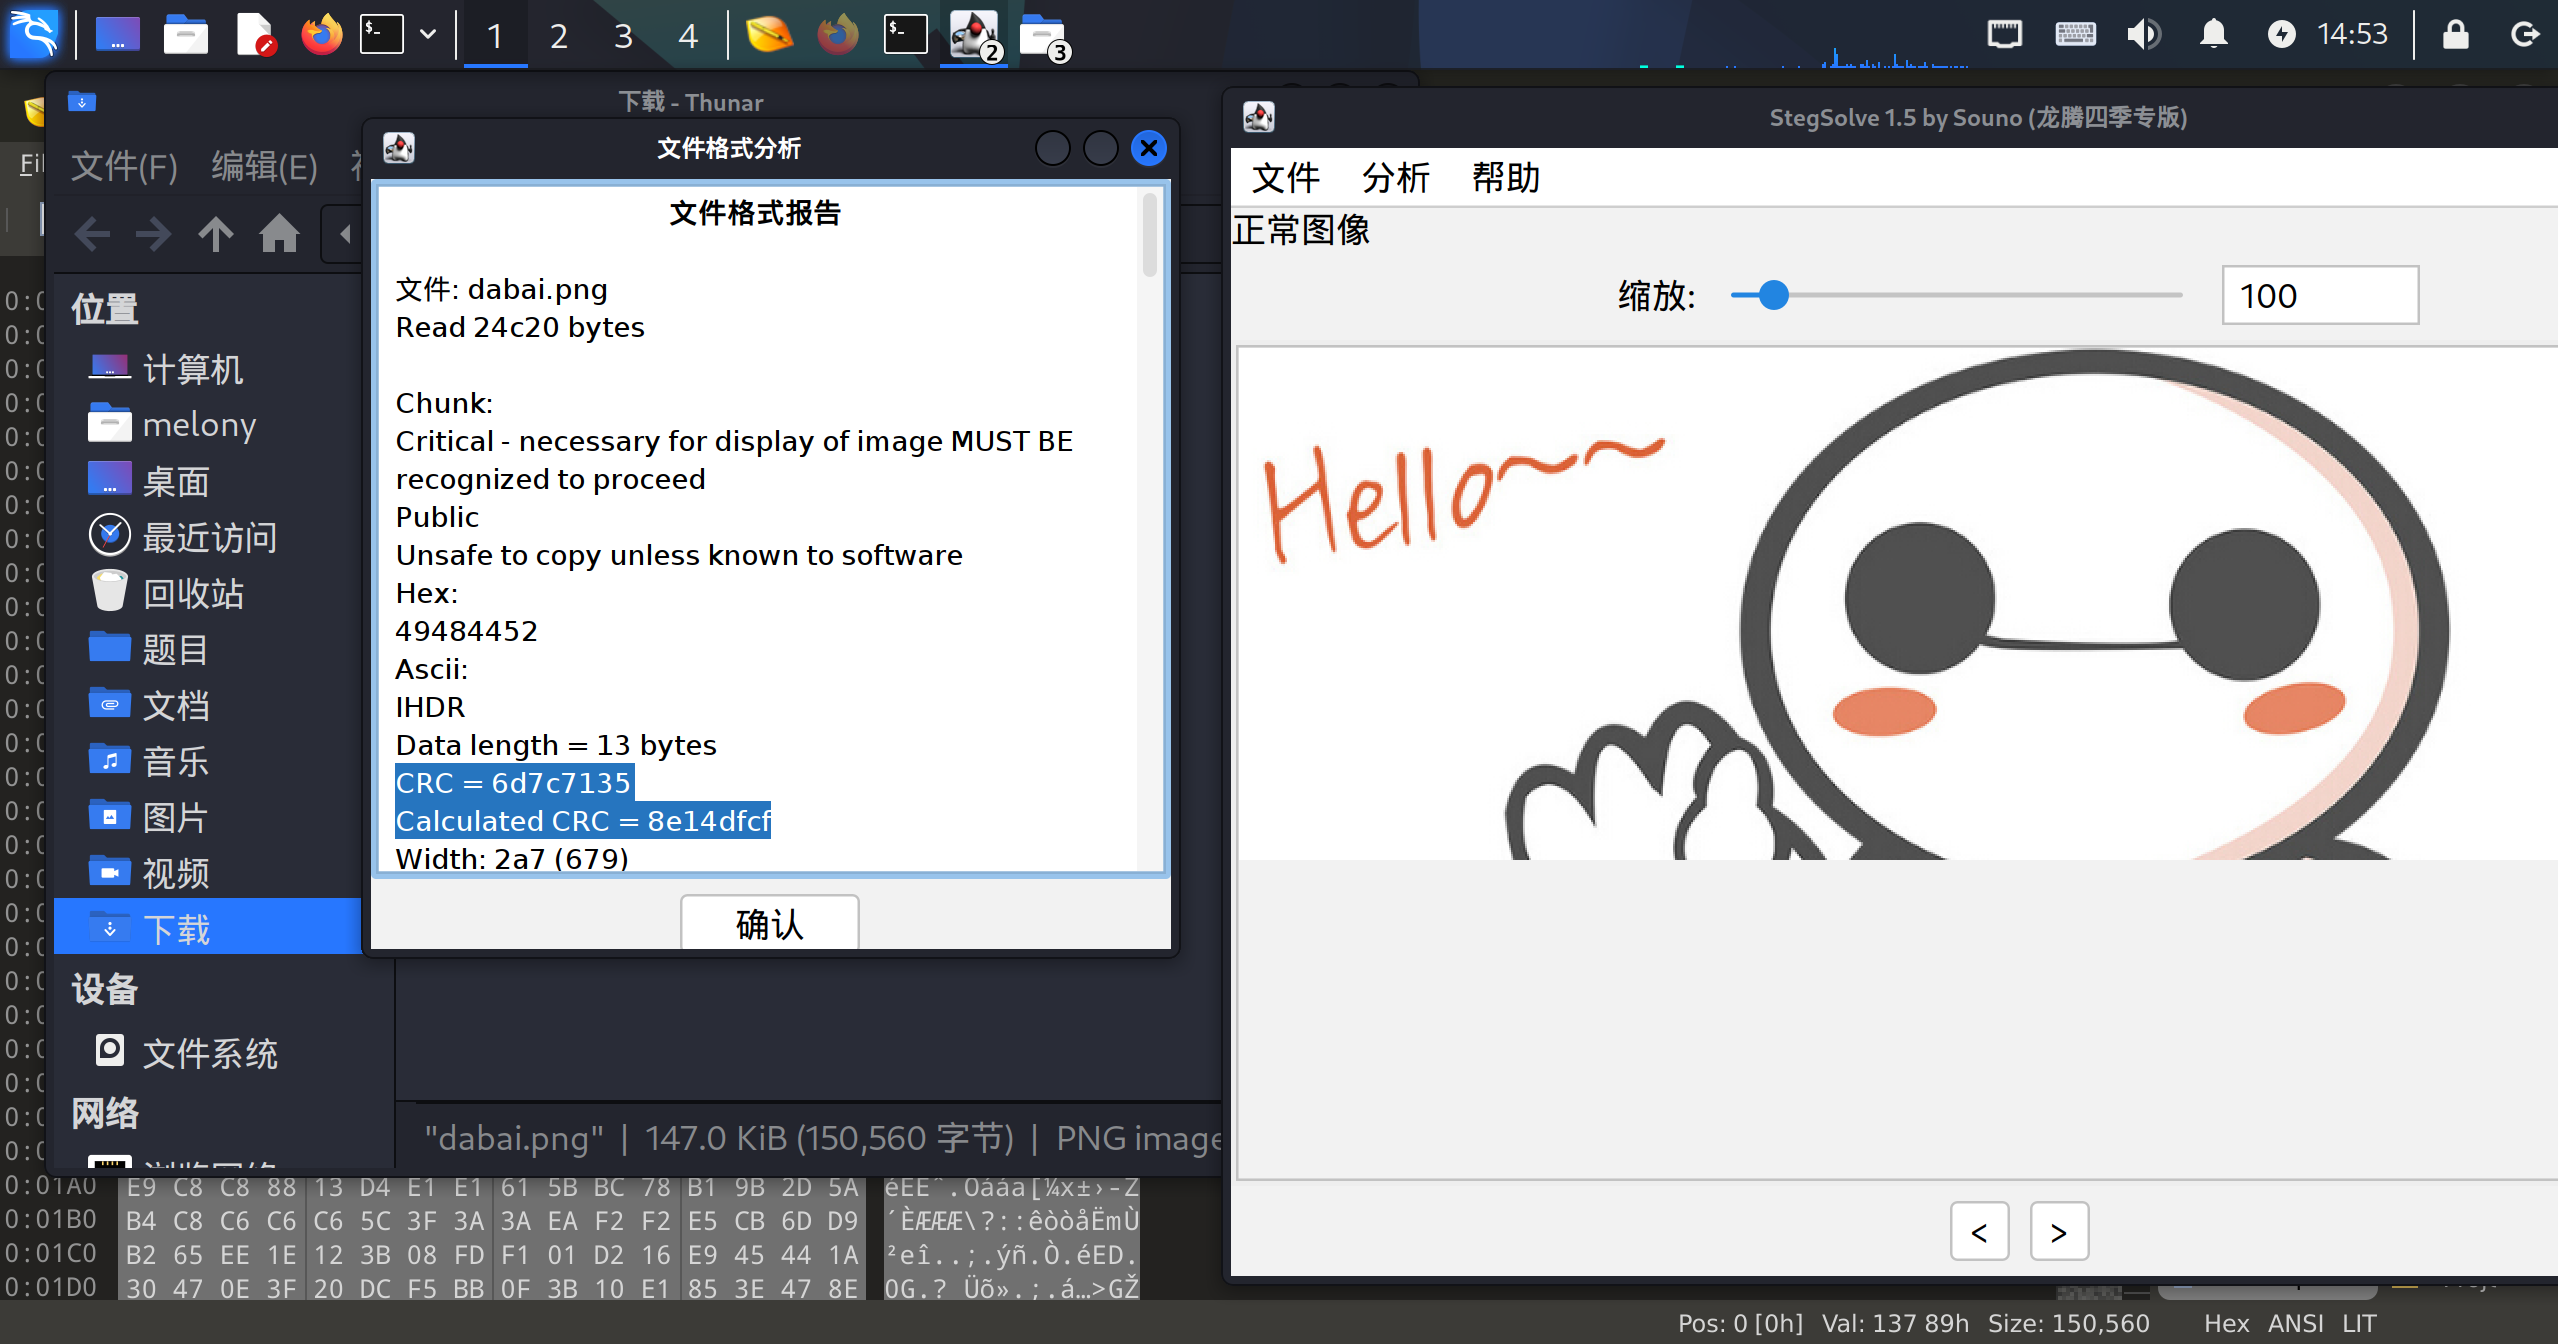 1 2 3 4
2
3
14:53
下载 - Thunar
文件(F) 编辑(E)
位置
计算机
melony
桌面
最近访问
回收站
题目
文档
音乐
图片
视频
下载
设备
文件系统
网络
"dabai.png" | 147.0 KiB (150,560 字节) | PNG image
文件格式分析
文件格式报告
文件: dabai.png
Read 24c20 bytes
Chunk:
Critical - necessary for display of image MUST BE
recognized to proceed
Public
Unsafe to copy unless known to software
Hex:
49484452
Ascii:
IHDR
Data length = 13 bytes
CRC = 6d7c7135
Calculated CRC = 8e14dfcf
Width: 2a7 (679)
确认
StegSolve 1.5 by Souno (龙腾四季专版)
文件 分析 帮助
正常图像
缩放: 100
Hello~~
< >
0:01A0 E9 C8 C8 88 13 D4 E1 E1 61 5B BC 78 B1 9B 2D 5A
0:01B0 B4 C8 C6 C6 C6 5C 3F 3A 3A EA F2 F2 E5 CB 6D D9 ´ÈÆÆÆ\?::êòòåËmÙ
0:01C0 B2 65 EE 1E 12 3B 08 FD F1 01 D2 16 E9 45 44 1A ²eî..;.ýñ.Ò.éED.
0:01D0 30 47 0E 3F 20 DC F5 BB 0F 3B 10 E1 85 3E 47 8E 0G.? Üõ».;.á…>GŽ
Pos: 0 [0h] Val: 137 89h Size: 150,560 Hex ANSI LIT